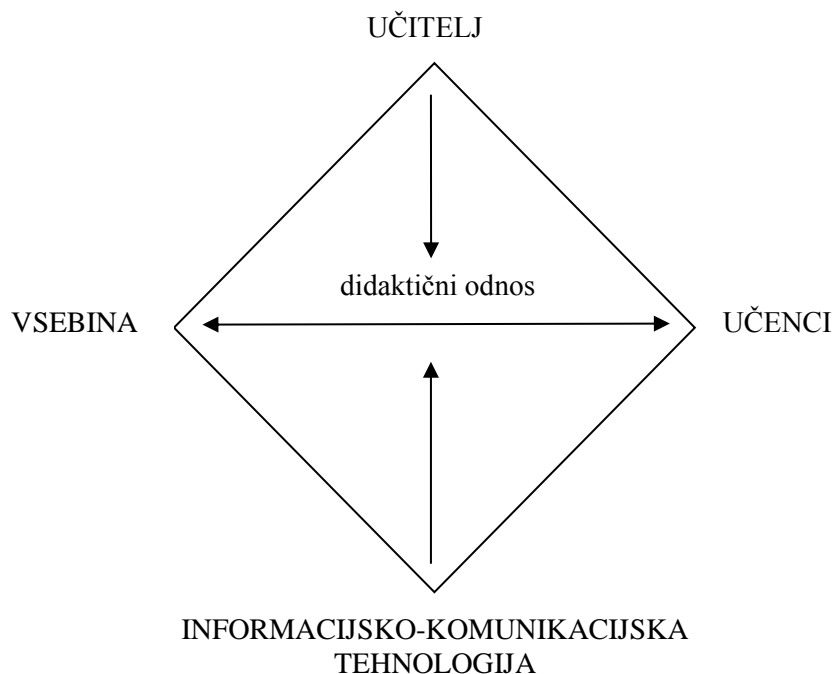 UČITELJ
didaktični odnos
VSEBINA
UČENCI
INFORMACIJSKO-KOMUNIKACIJSKA
TEHNOLOGIJA